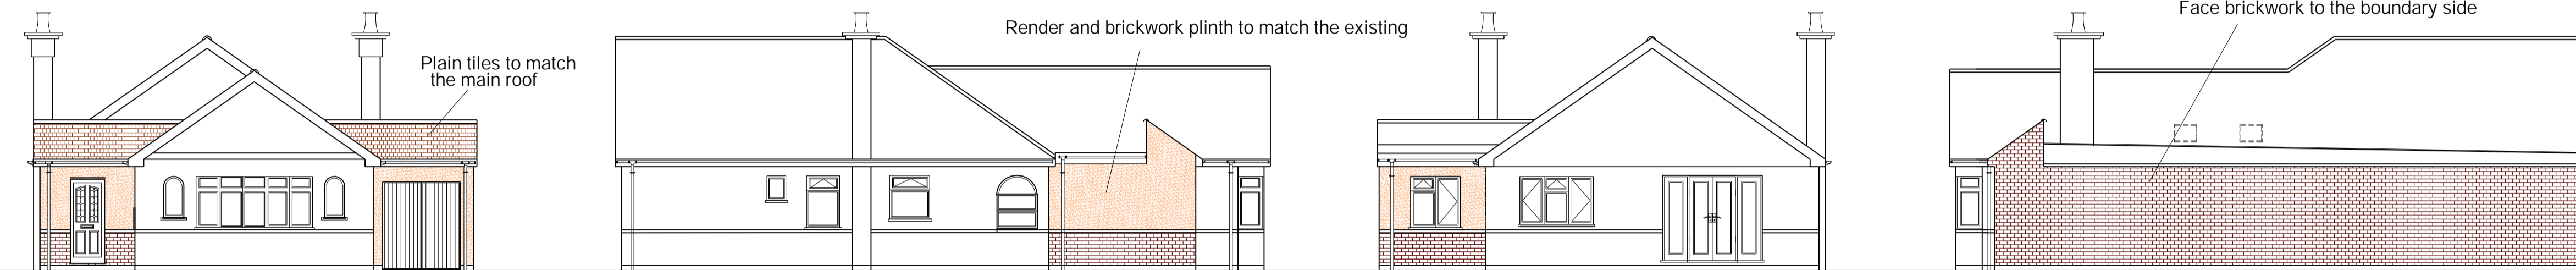 Plain tiles to match
the main roof
Render and brickwork plinth to match the existing
Face brickwork to the boundary side